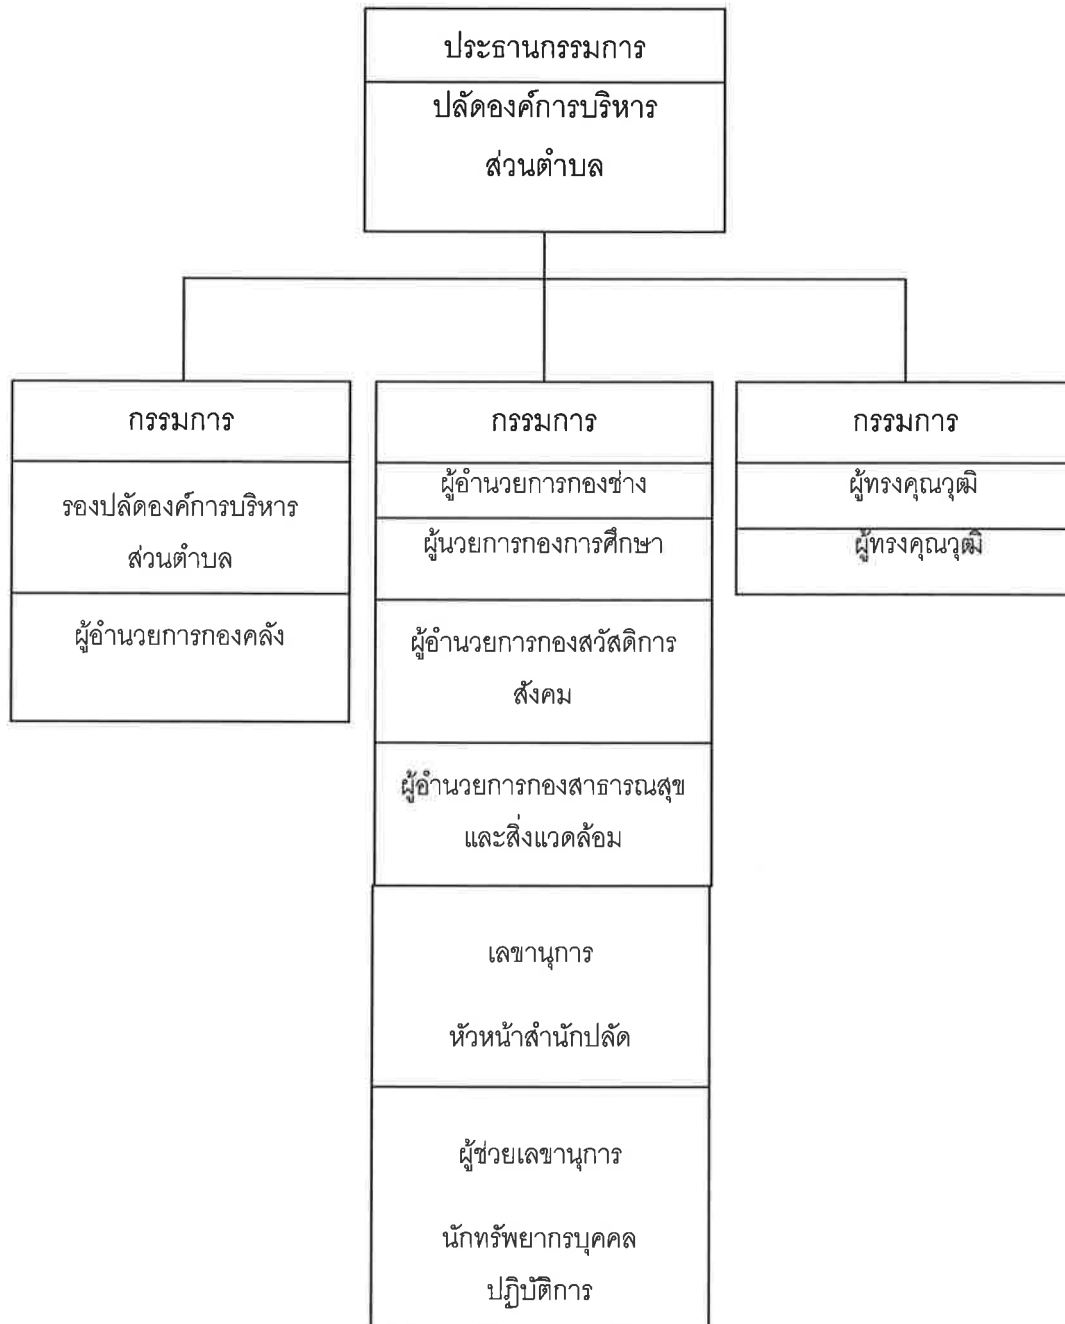 ประธานกรรมการ
ปลัดองค์การบริหาร
ส่วนตำบล
กรรมการ
รองปลัดองค์การบริหาร
ส่วนตำบล
ผู้อำนวยการกองคลัง
กรรมการ
ผู้อำนวยการกองช่าง
ผู้นวยการกองการศึกษา
ผู้อำนวยการกองสวัสดิการ
สังคม
ผู้อำนวยการกองสาธารณสุข
และสิ่งแวดล้อม
เลขานุการ
หัวหน้าสำนักปลัด
ผู้ช่วยเลขานุการ
นักทรัพยากรบุคคล
ปฏิบัติการ
กรรมการ
ผู้ทรงคุณวุฒิ
ผู้ทรงคุณวุฒิ